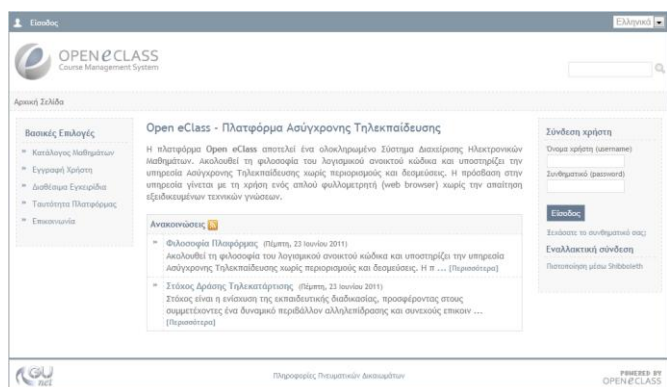 Είσοδος
Ελληνικά
OPEN eCLASS
Course Management System
Αρχική Σελίδα
Βασικές Επιλογές
Κατάλογος Μαθημάτων
Εγγραφή Χρήστη
Διαθέσιμα Εγχειρίδια
Ταυτότητα Πλατφόρμας
Επικοινωνία
Open eClass - Πλατφόρμα Ασύγχρονης Τηλεκπαίδευσης
Η πλατφόρμα Open eClass αποτελεί ένα ολοκληρωμένο Σύστημα Διαχείρισης Ηλεκτρονικών
Μαθημάτων. Ακολουθεί τη φιλοσοφία του λογισμικού ανοικτού κώδικα και υποστηρίζει την
υπηρεσία Ασύγχρονης Τηλεκπαίδευσης χωρίς περιορισμούς και δεσμεύσεις. Η πρόσβαση στην
υπηρεσία γίνεται με τη χρήση ενός απλού φυλλομετρητή (web browser) χωρίς την απαίτηση
εξειδικευμένων τεχνικών γνώσεων.
Ανακοινώσεις
Φιλοσοφία Πλαφόρμας (Πέμπτη, 23 Ιουνίου 2011)
Ακολουθεί τη φιλοσοφία του λογισμικού ανοικτού κώδικα και υποστηρίζει την υπηρεσία
Ασύγχρονης Τηλεκπαίδευσης χωρίς περιορισμούς και δεσμεύσεις. Η π ... [Περισσότερα]
Στόχος Δράσης Τηλεκατάρτισης (Πέμπτη, 23 Ιουνίου 2011)
Στόχος είναι η ενίσχυση της εκπαιδευτικής διαδικασίας, προσφέροντας στους
συμμετέχοντες ένα δυναμικό περιβάλλον αλληλεπίδρασης και συνεχούς επικοιν ...
[Περισσότερα]
Σύνδεση χρήστη
Όνομα χρήστη (username)
Συνθηματικό (password)
Είσοδος
Ξεχάσατε το συνθηματικό σας;
Εναλλακτική σύνδεση
Πιστοποίηση μέσω Shibboleth
GUnet
Πληροφορίες Πνευματικών Δικαιωμάτων
POWERED BY
OPEN eCLASS